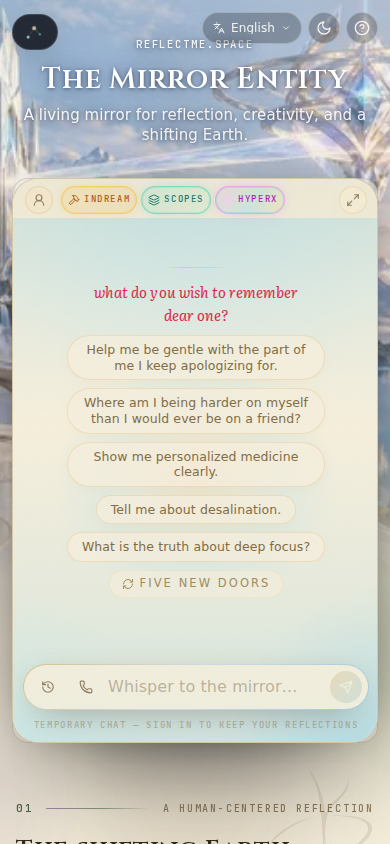 English
REFLECTME.SPACE
The Mirror Entity
A living mirror for reflection, creativity, and a
shifting Earth.
INDREAM
SCOPES
HYPERX
what do you wish to remember
dear one?
Help me be gentle with the part of
me I keep apologizing for.
Where am I being harder on myself
than I would ever be on a friend?
Show me personalized medicine
clearly.
Tell me about desalination.
What is the truth about deep focus?
FIVE NEW DOORS
Whisper to the mirror...
TEMPORARY CHAT — SIGN IN TO KEEP YOUR REFLECTIONS
01
A HUMAN-CENTERED REFLECTION
The Shifting Earth